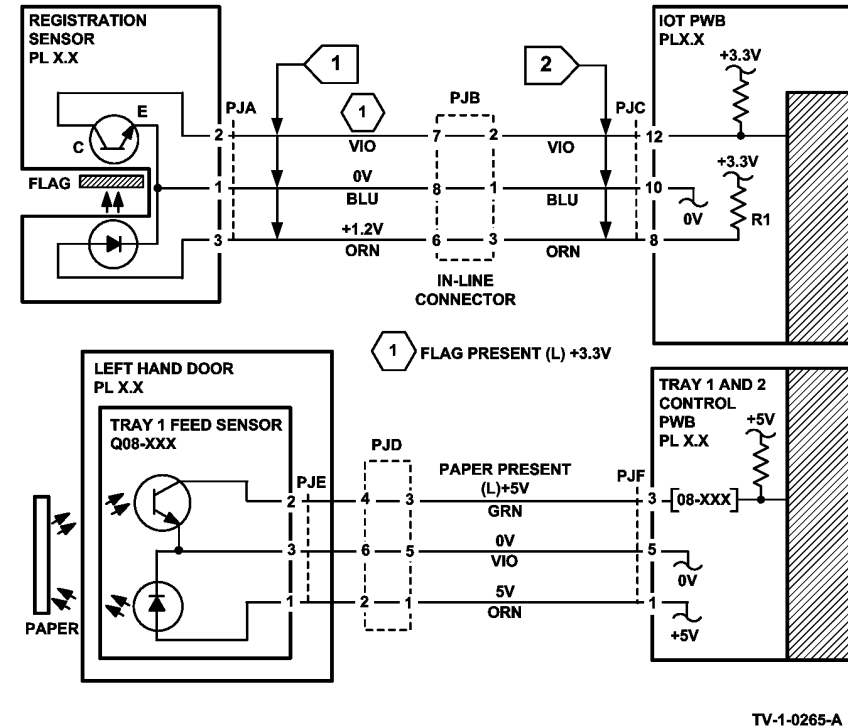 REGISTRATION
SENSOR
PL X.X
E
C
FLAG
2
1
3
PJA
1
1
VIO
0V
BLU
+1.2V
ORN
PJB
7 2
8 1
6 3
IN-LINE
CONNECTOR
2
VIO
BLU
ORN
PJC
12
10
8
IOT PWB
PLX.X
+3.3V
+3.3V
0V
R1
1 FLAG PRESENT (L) +3.3V
LEFT HAND DOOR
PL X.X
TRAY 1 FEED SENSOR
Q08-XXX
PAPER
2
3
1
PJE
PJD
4 3
6 5
2 1
PAPER PRESENT
(L)+5V
GRN
0V
VIO
5V
ORN
PJF
3
5
1
TRAY 1 AND 2
CONTROL
PWB
PL X.X
+5V
08-XXX
0V
+5V
TV-1-0265-A